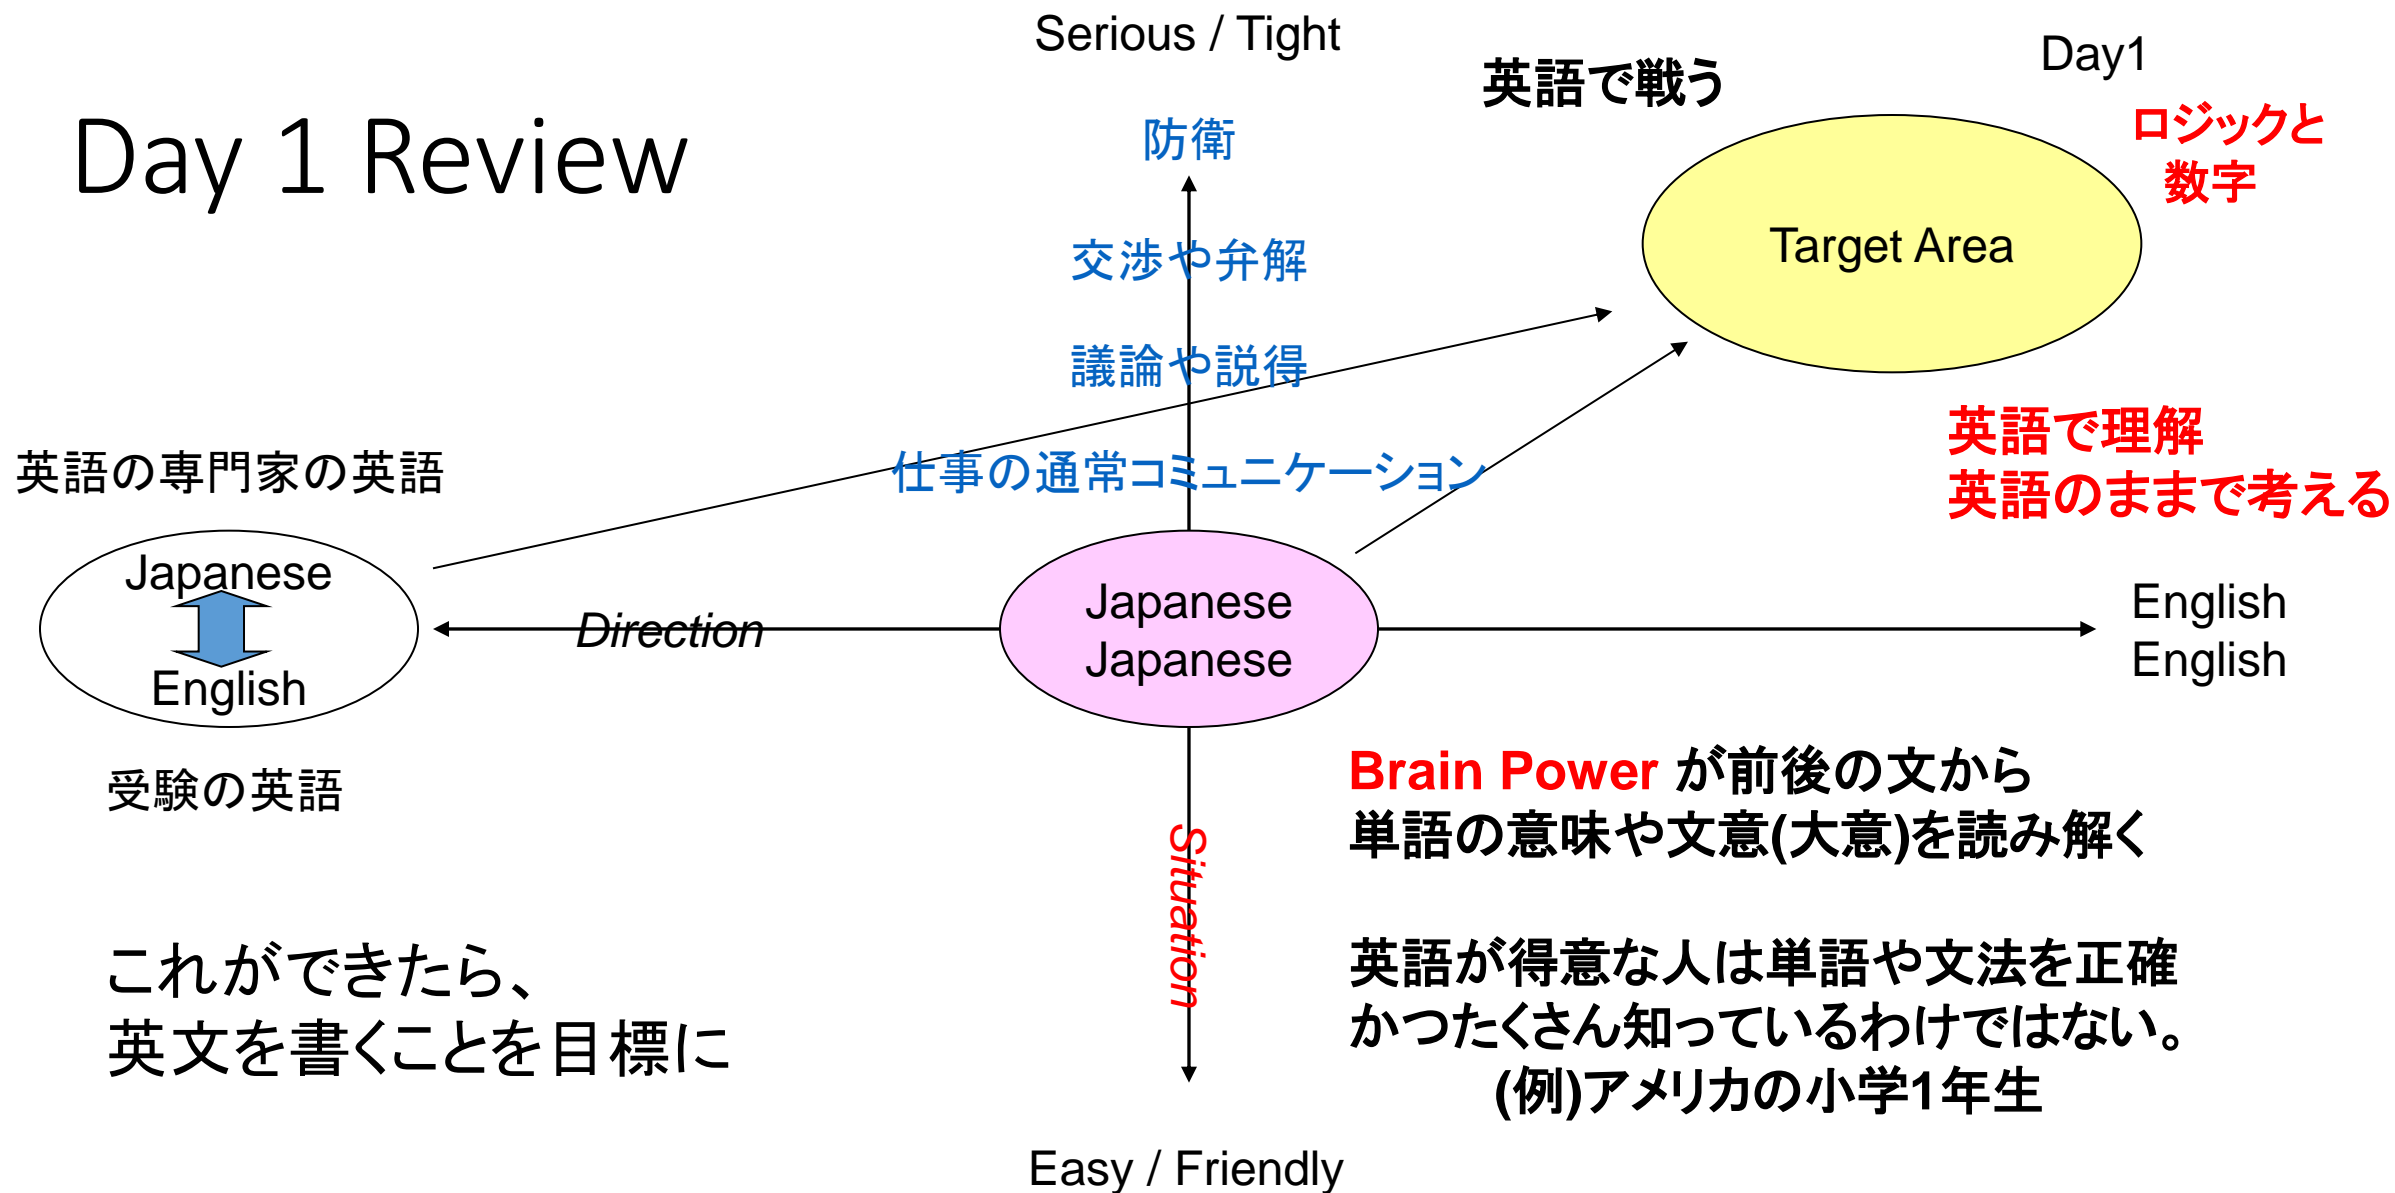 Serious / Tight
Day1
Day 1 Review
英語で戦う
ロジックと
数字
防衛
Target Area
交渉や弁解
議論や説得
英語で理解
英語のままで考える
英語の専門家の英語
仕事の通常コミュニケーション
Japanese
English
Direction
Japanese
Japanese
English
English
受験の英語
Brain Power が前後の文から
単語の意味や文意(大意)を読み解く
Situation
これができたら、
英文を書くことを目標に
英語が得意な人は単語や文法を正確
かつたくさん知っているわけではない。
(例)アメリカの小学1年生
Easy / Friendly